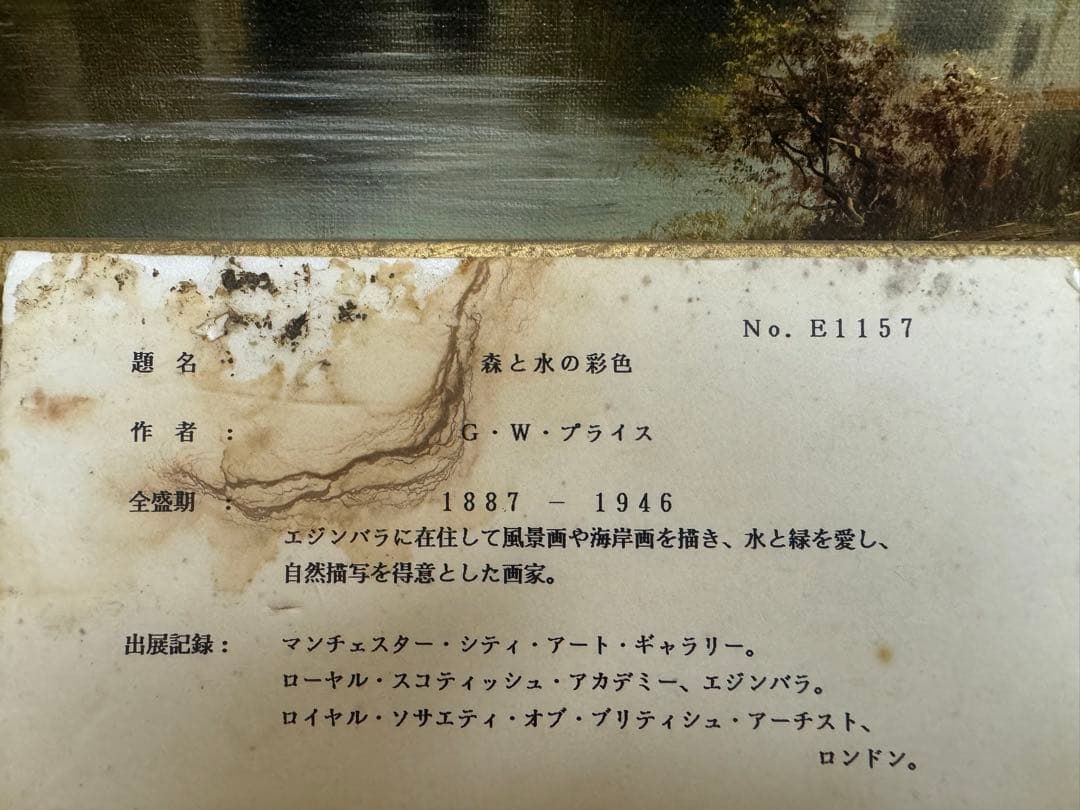 No. E1157
題 名 : 森と水の彩色
作 者 : G・W・プライス
全盛期 : 1887 － 1946
エジンバラに在住して風景画や海岸画を描き、水と緑を愛し、
自然描写を得意とした画家。
出展記録： マンチェスター・シティ・アート・ギャラリー。
ローヤル・スコティッシュ・アカデミー、エジンバラ。
ロイヤル・ソサエティ・オブ・ブリティシュ・アーチスト、
ロンドン。